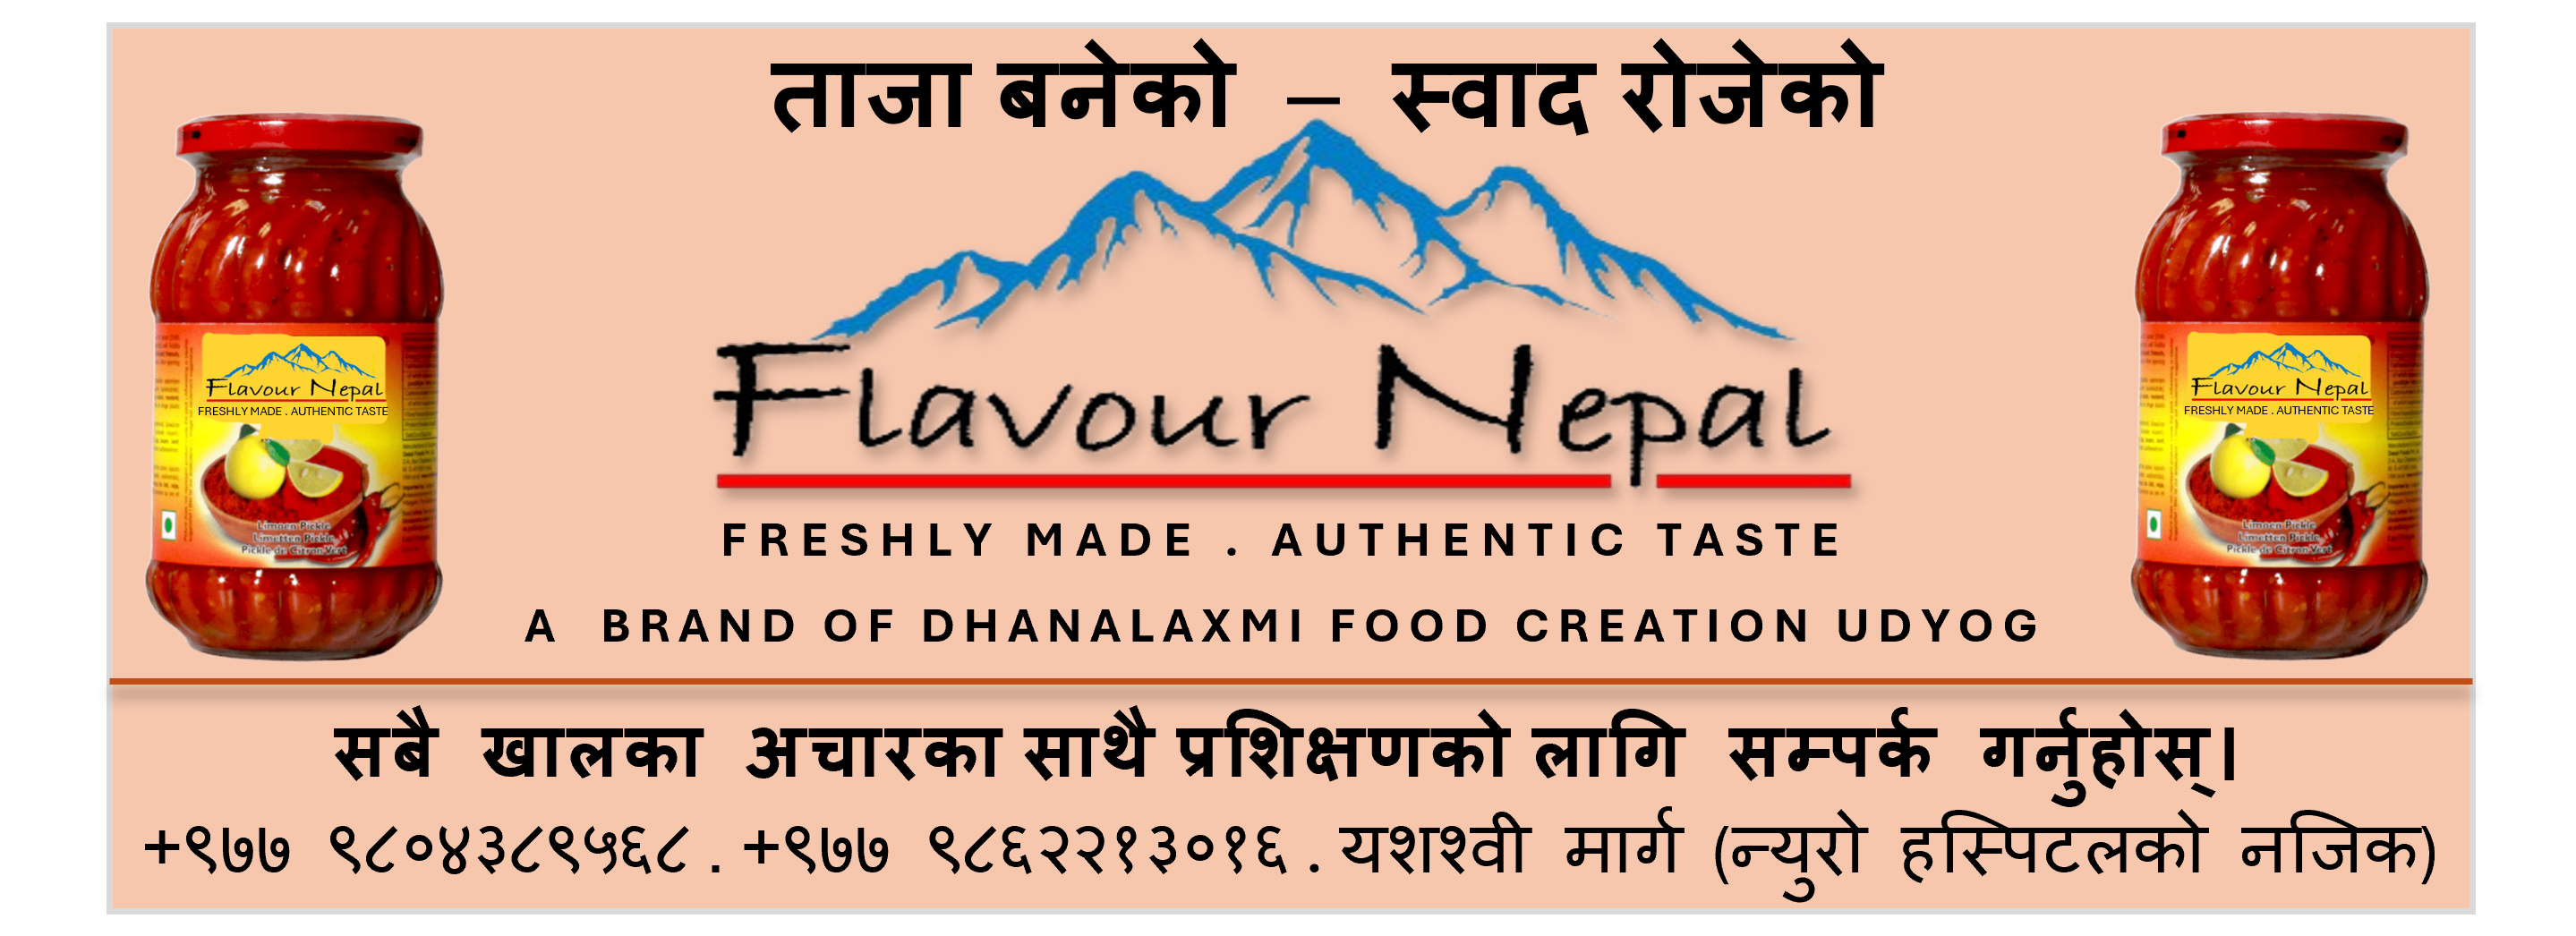 ताजा बनेको – स्वाद रोजेको
Flavour Nepal
FRESHLY MADE . AUTHENTIC TASTE
A BRAND OF DHANALAXMI FOOD CREATION UDYOG
Flavour Nepal
FRESHLY MADE . AUTHENTIC TASTE
Limoen Pickle
Limetten Pickle
Pickle de Citron Vert
Flavour Nepal
FRESHLY MADE . AUTHENTIC TASTE
Limoen Pickle
Limetten Pickle
Pickle de Citron Vert
सबै खालका अचारका साथै प्रशिक्षणको लागि सम्पर्क गर्नुहोस्।
+९७७ ९८०४३८९५६८ . +९७७ ९८६२२१३०१६ . यशश्वी मार्ग (न्युरो हस्पिटलको नजिक)